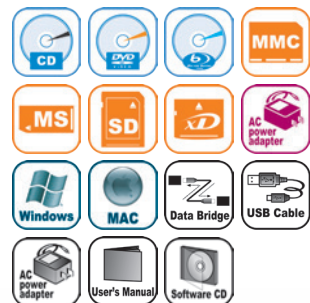 CD
DVD
VIDEO
MMC
MS
SD
xD
AC
power
adapter
Windows
MAC
Data Bridge
USB Cable
AC
power
adapter
User's Manual
Software CD